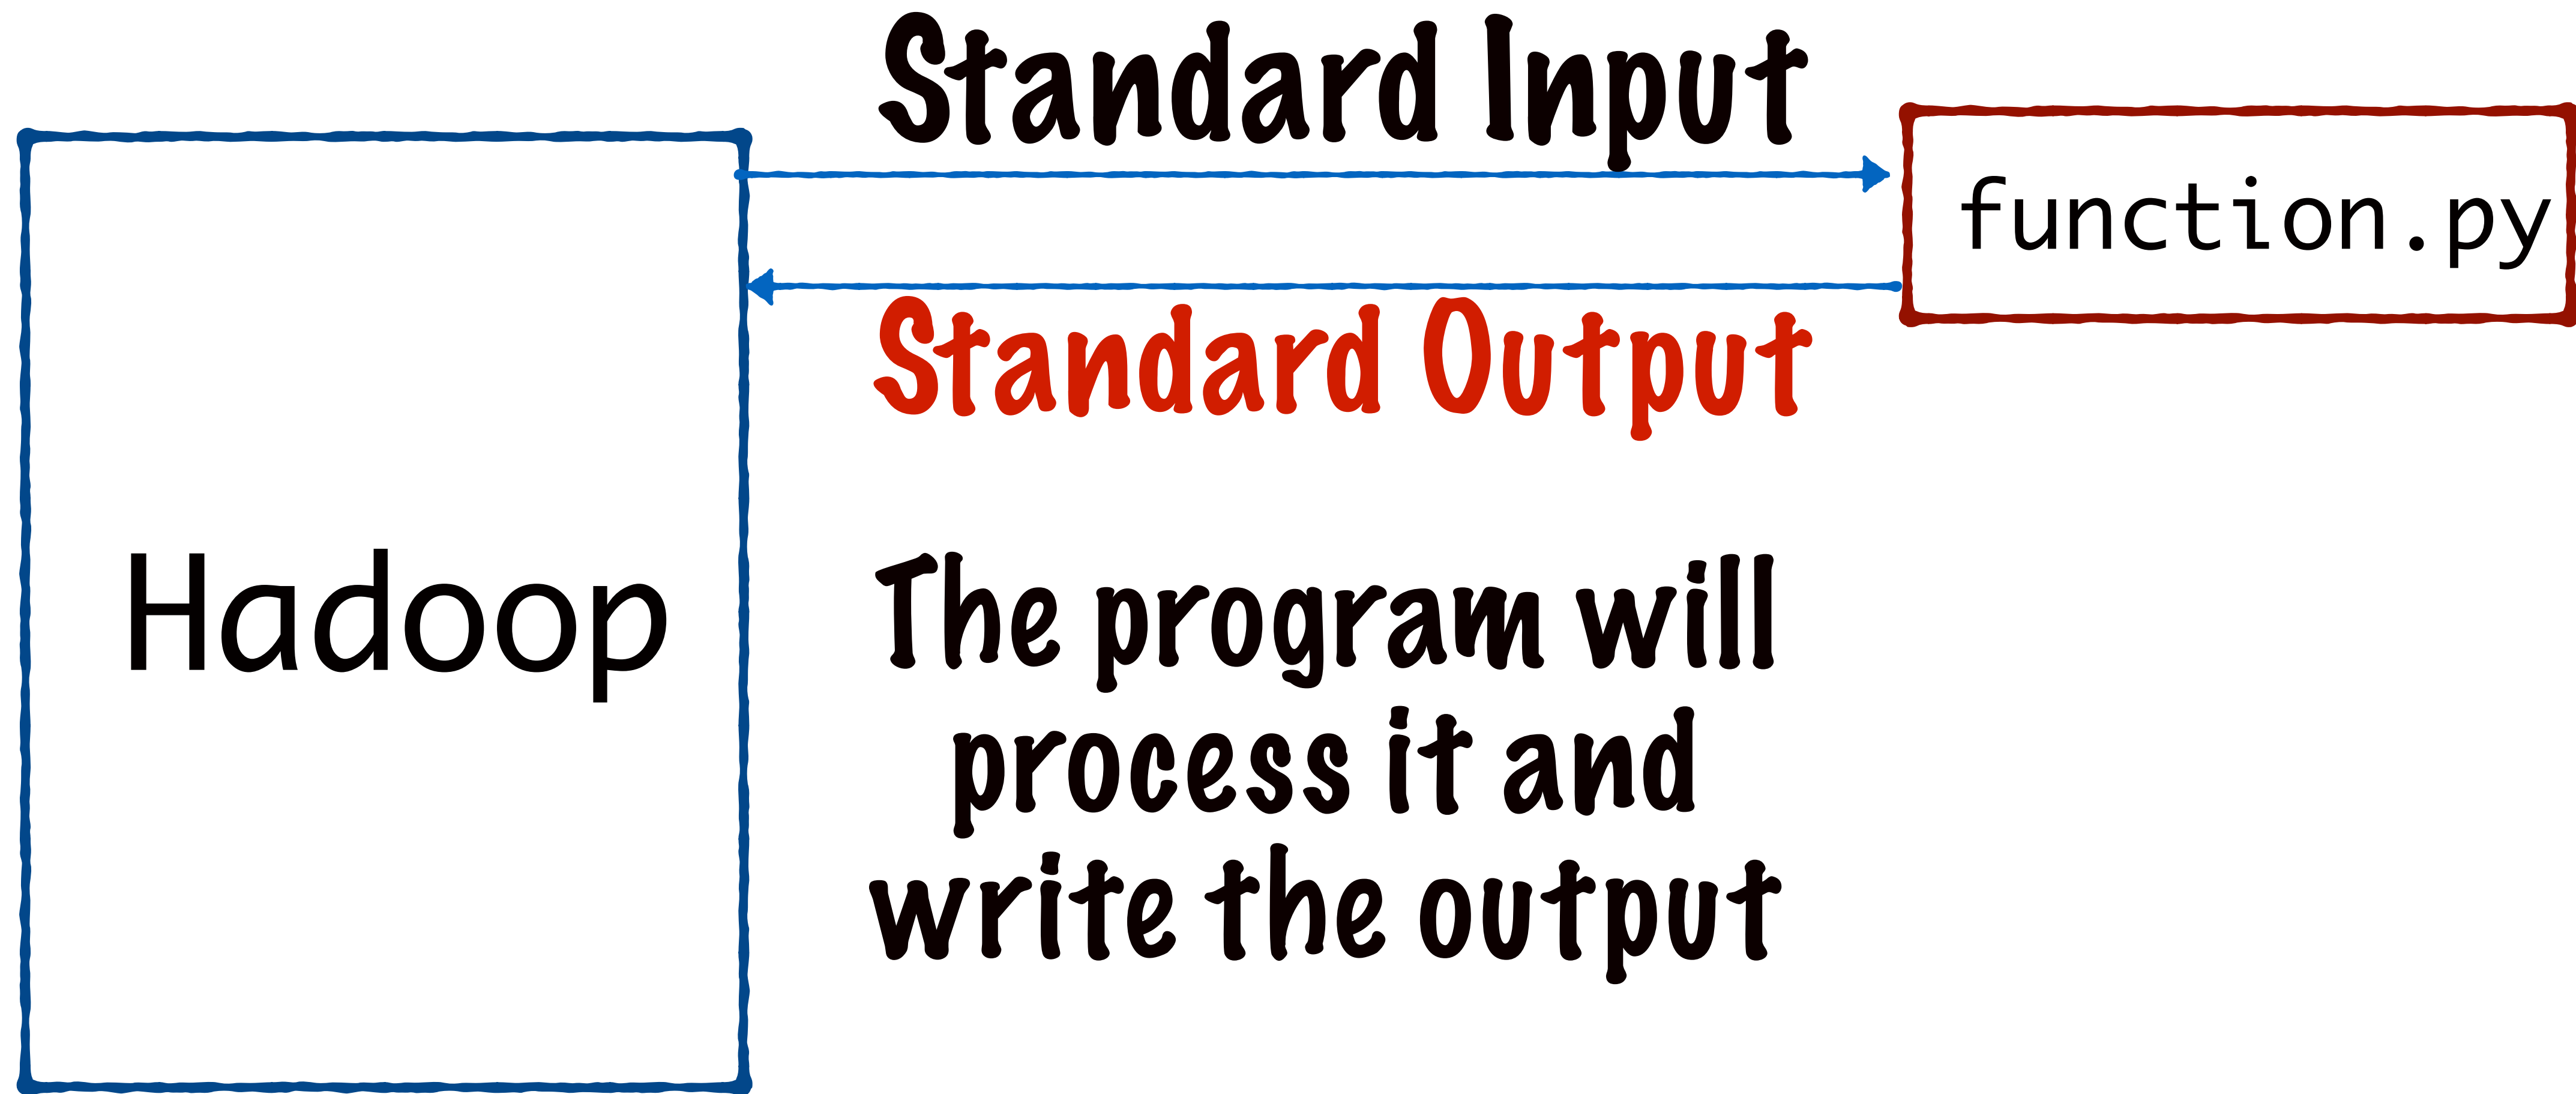 Standard Input
function.py
Standard Output
Hadoop
The program will
process it and
write the output